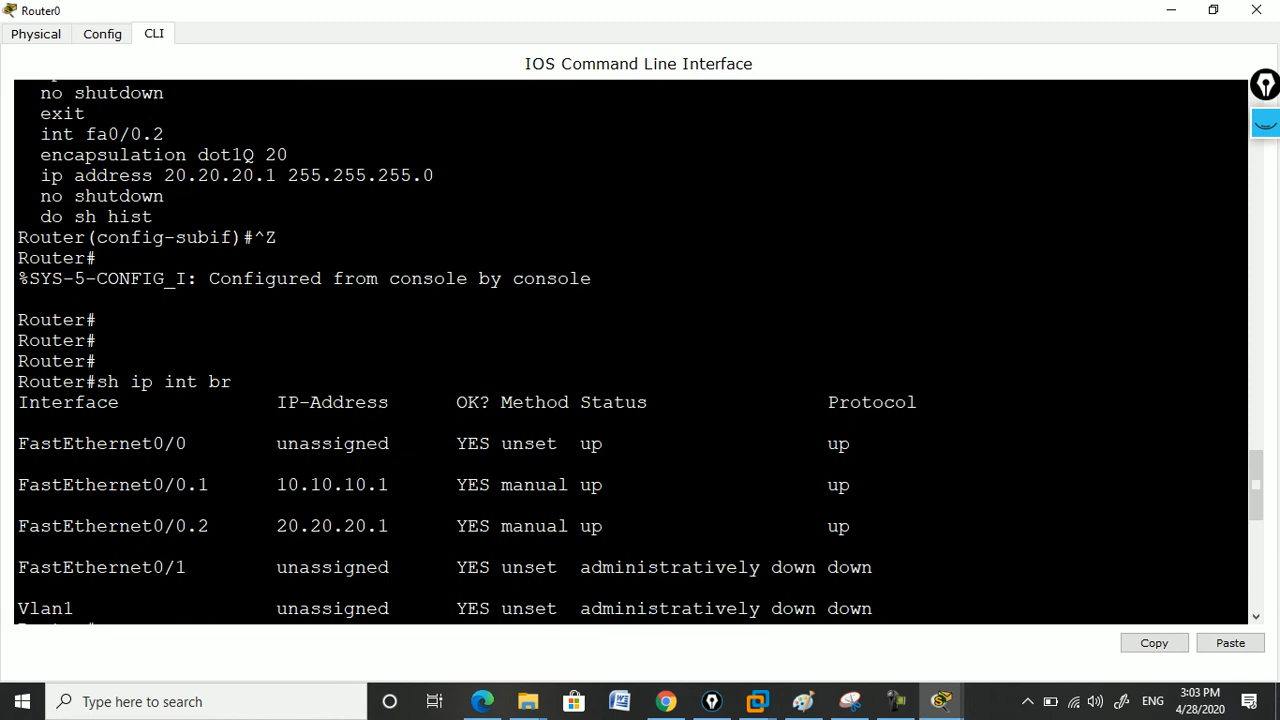 Router0
Physical Config CLI
IOS Command Line Interface
no shutdown
exit
int fa0/0.2
encapsulation dot1Q 20
ip address 20.20.20.1 255.255.255.0
no shutdown
do sh hist
Router(config-subif)#^Z
Router#
%SYS-5-CONFIG_I: Configured from console by console
Router#
Router#
Router#
Router#sh ip int br
Interface IP-Address OK? Method Status Protocol
FastEthernet0/0 unassigned YES unset up up
FastEthernet0/0.1 10.10.10.1 YES manual up up
FastEthernet0/0.2 20.20.20.1 YES manual up up
FastEthernet0/1 unassigned YES unset administratively down down
Vlan1 unassigned YES unset administratively down down
Copy Paste
Type here to search
ENG
3:03 PM
4/28/2020